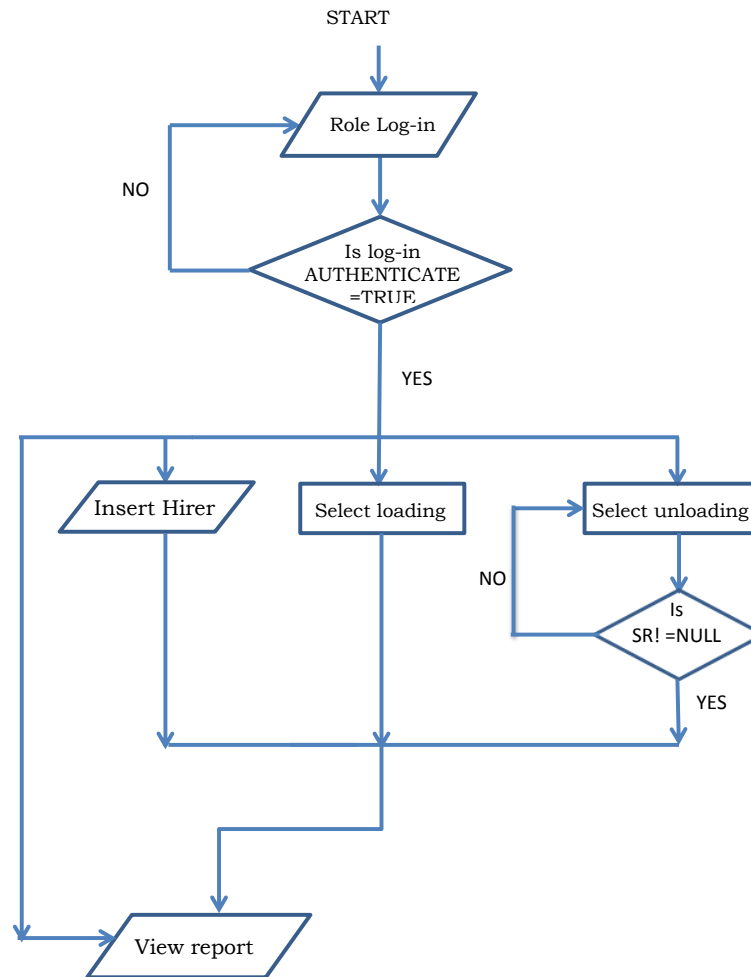 START
Role Log-in
NO
Is log-in
AUTHENTICATE
=TRUE
YES
Insert Hirer
Select loading
Select unloading
NO
Is
SR! =NULL
YES
View report